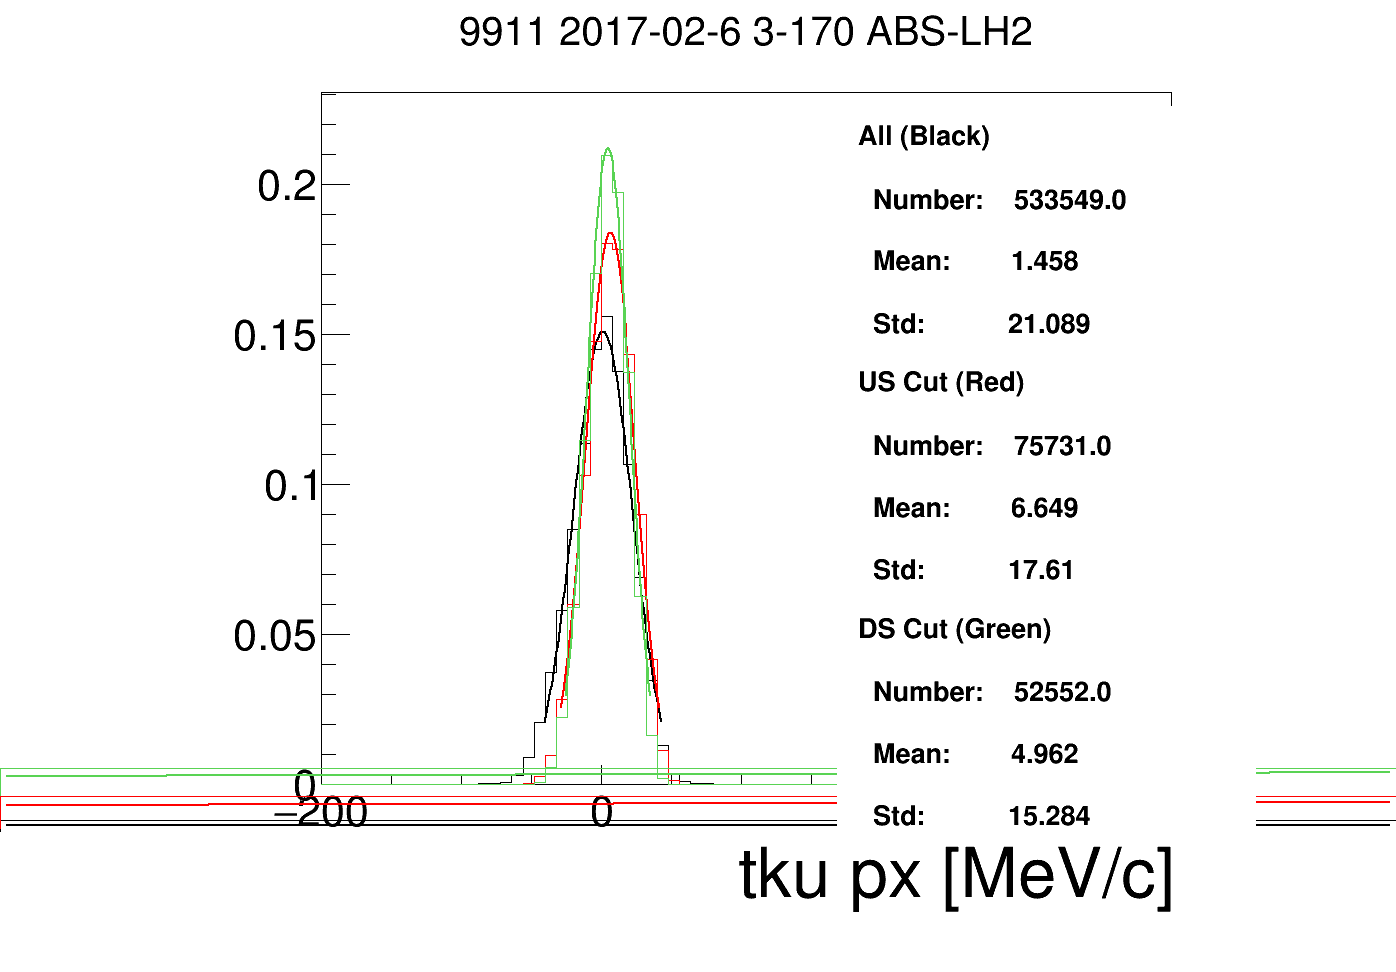 9911 2017-02-6 3-170 ABS-LH2
All (Black)
Number: 533549.0
Mean: 1.458
Std: 21.089
US Cut (Red)
Number: 75731.0
Mean: 6.649
Std: 17.61
DS Cut (Green)
Number: 52552.0
Mean: 4.962
Std: 15.284
0.2
0.15
0.1
0.05
0
−200 0
tku px [MeV/c]